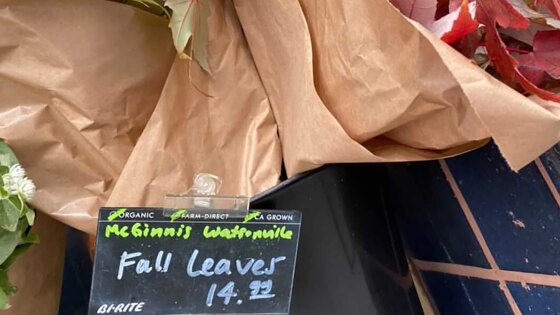 ORGANIC FARM-DIRECT CA GROWN
McGinnis Watsonville
Fall Leaves
14.99
BI-RITE